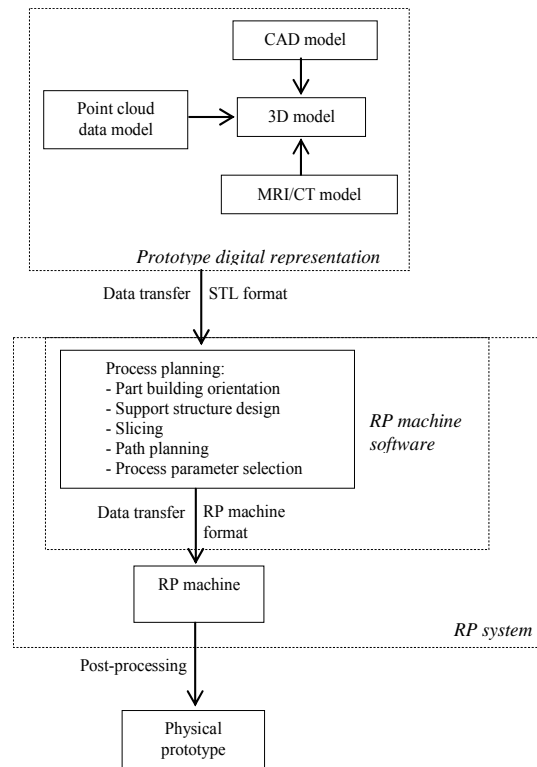 CAD model
Point cloud
data model
3D model
MRI/CT model
Prototype digital representation
Data transfer
STL format
Process planning:
- Part building orientation
- Support structure design
- Slicing
- Path planning
- Process parameter selection
RP machine
software
Data transfer
RP machine
format
RP machine
RP system
Post-processing
Physical
prototype